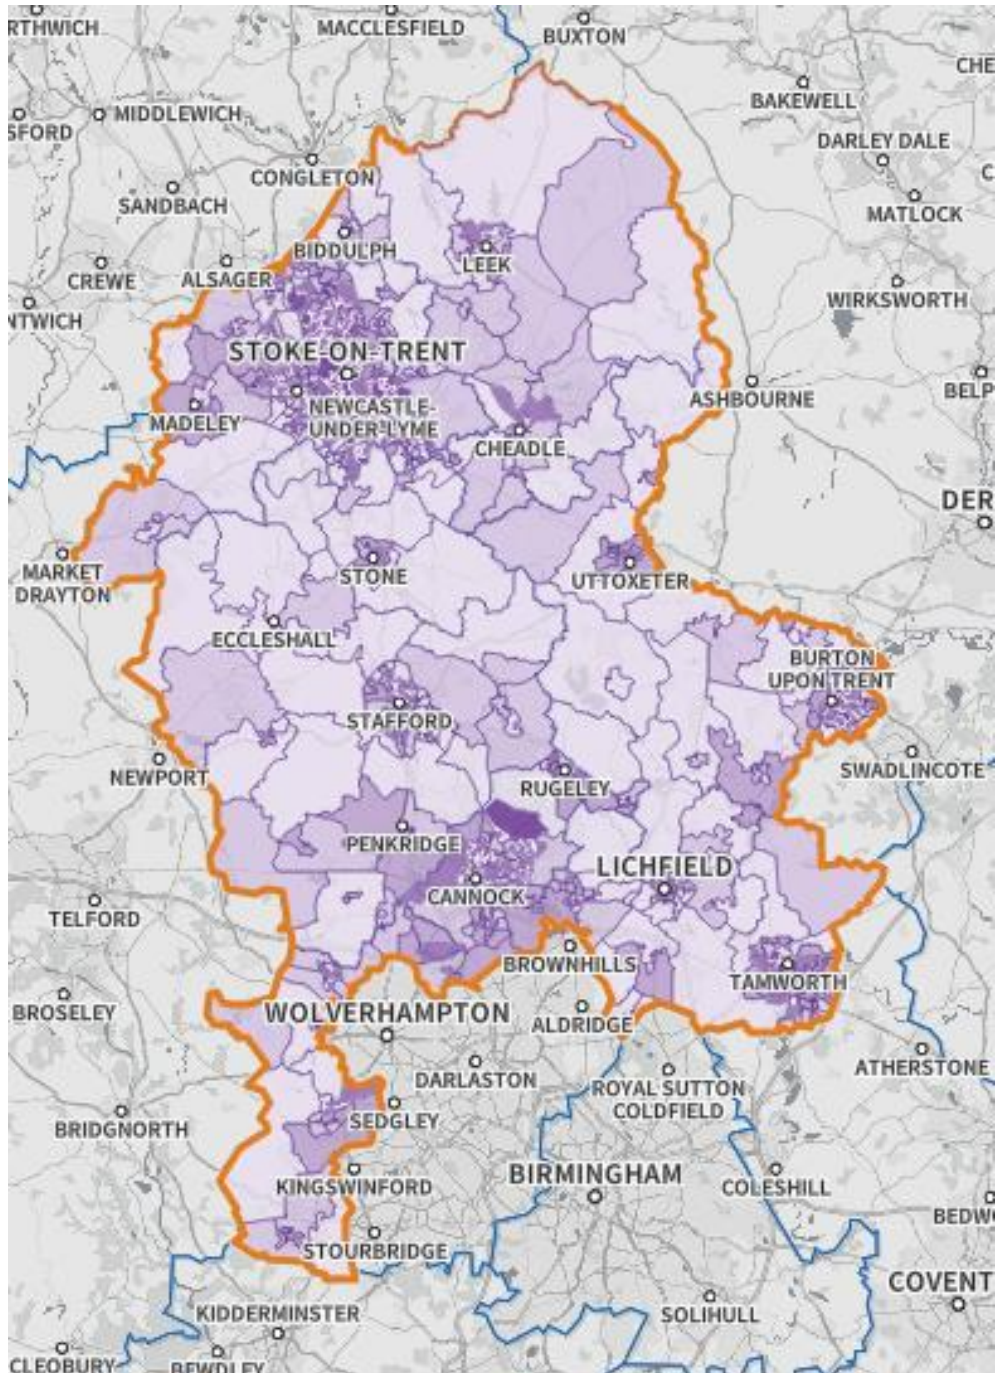 RTHWICH
MACCLESFIELD
BUXTON
CHE
BAKEWELL
SFORD
MIDDLEWICH
DARLEY DALE
CONGLETON
C
SANDBACH
MATLOCK
BIDDULPH
LEEK
CREWE
ALSAGER
WIRKSWORTH
NTWICH
STOKE-ON-TRENT
BELP
ASHBOURNE
MADELEY
NEWCASTLE-
UNDER-LYME
CHEADLE
DER
MARKET
DRAYTON
STONE
UTTOXETER
ECCLESHALL
BURTON
UPON TRENT
STAFFORD
NEWPORT
RUGELEY
SWADLINCOTE
PENKRIDGE
LICHFIELD
CANNOCK
TELFORD
BROWNHILLS
TAMWORTH
BROSELEY
WOLVERHAMPTON
ALDRIDGE
ATHERSTONE
DARLASTON
ROYAL SUTTON
COLDFIELD
SEDGLEY
BRIDGNORTH
KINGSWINFORD
BIRMINGHAM
COLESHILL
BEDWO
STOURBRIDGE
COVENT
KIDDERMINSTER
SOLIHULL
CLEOBURY
BEWDLEY